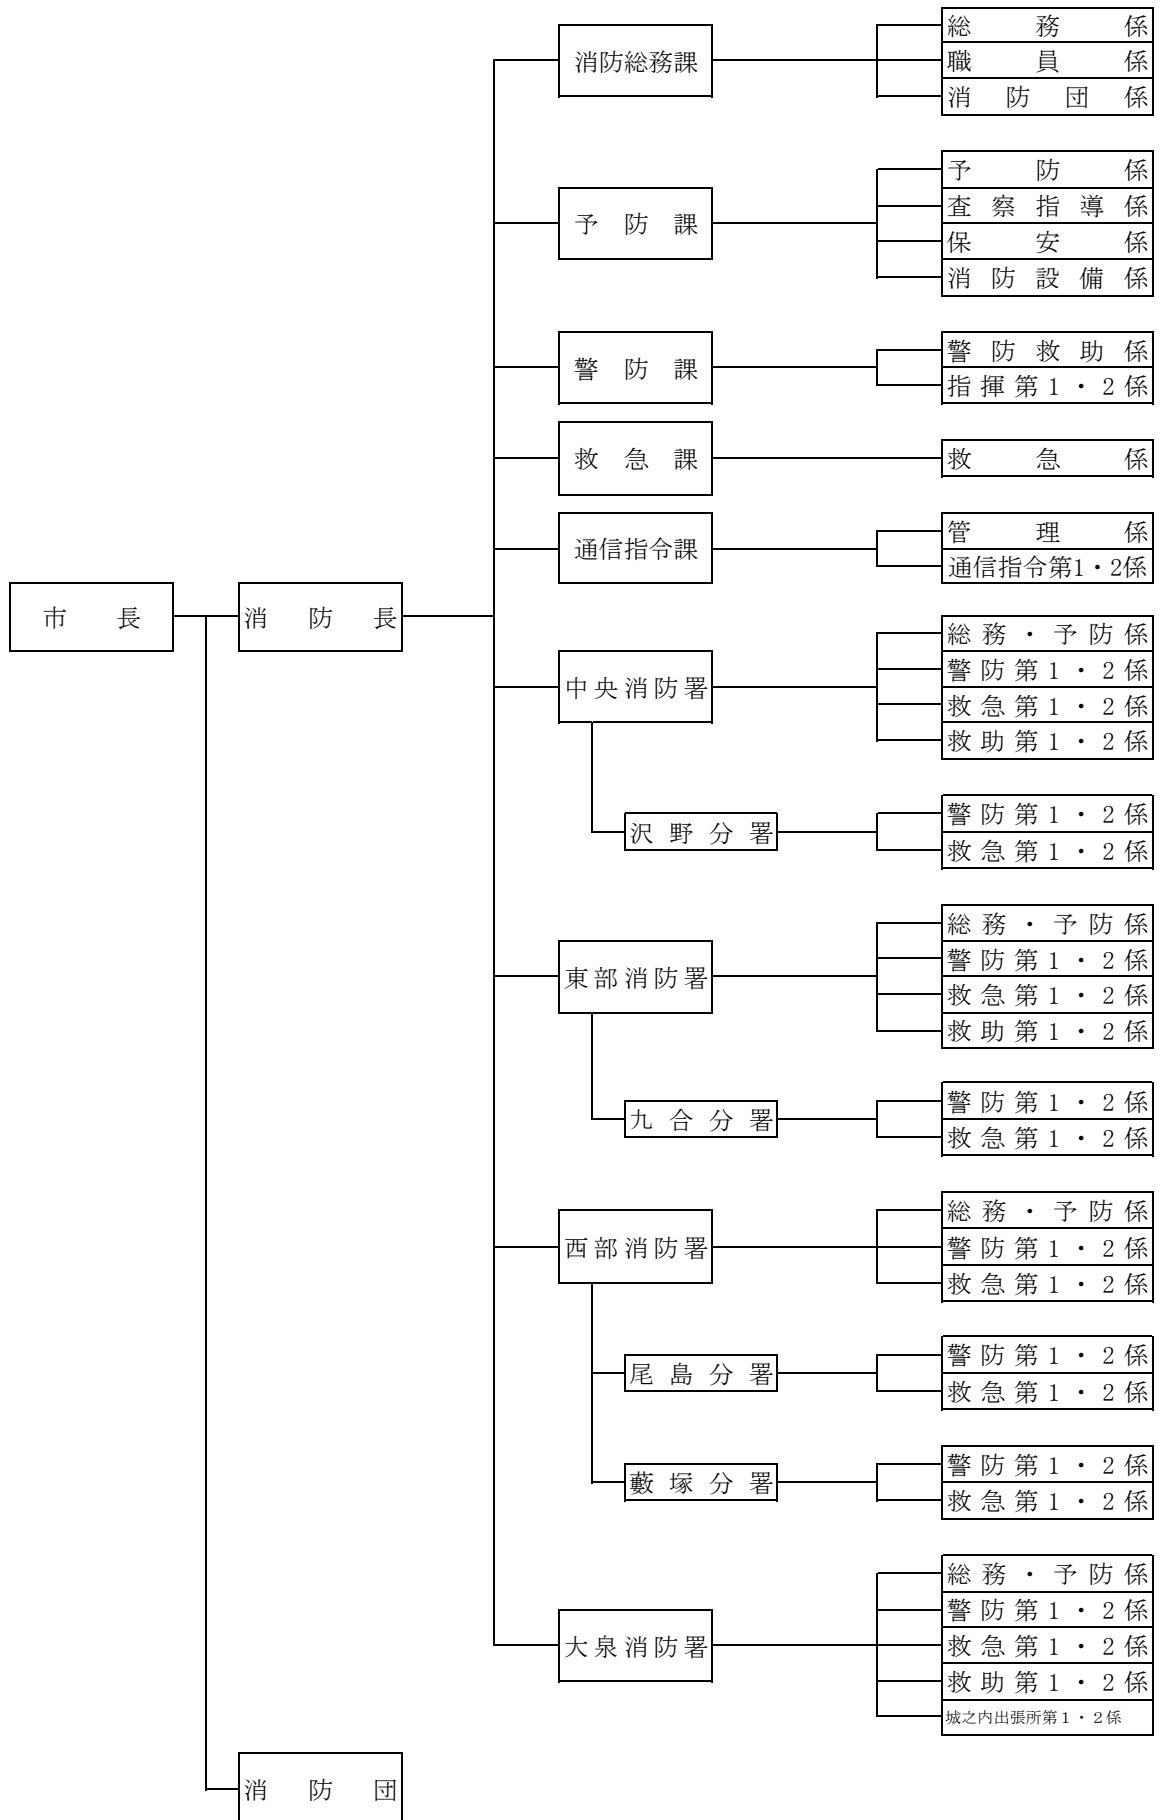 消防総務課
総務係
職員係
消防団係
予防課
予防係
査察指導係
保安係
消防設備係
警防課
警防救助係
指揮第1・2係
救急課
救急係
通信指令課
管理係
通信指令第1・2係
市長
消防長
中央消防署
総務・予防係
警防第1・2係
救急第1・2係
救助第1・2係
沢野分署
警防第1・2係
救急第1・2係
東部消防署
総務・予防係
警防第1・2係
救急第1・2係
救助第1・2係
九合分署
警防第1・2係
救急第1・2係
西部消防署
総務・予防係
警防第1・2係
救急第1・2係
尾島分署
警防第1・2係
救急第1・2係
藪塚分署
警防第1・2係
救急第1・2係
大泉消防署
総務・予防係
警防第1・2係
救急第1・2係
救助第1・2係
城之内出張所第1・2係
消防団